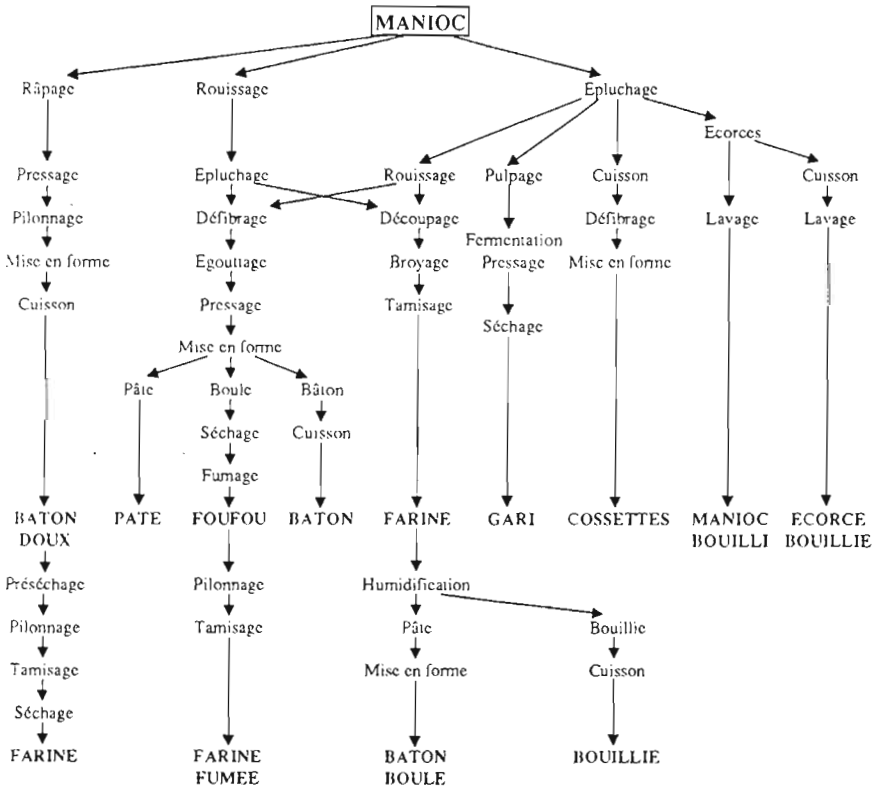 MANIOC
Râpage Rouissage Epluchage
Ecorces
Pressage Epluchage Rouissage Pulpage Cuisson Cuisson
Pilonnage Défibrage Découpage Défibrage Lavage Lavage
Fermentation
Mise en forme Egouttage Broyage Pressage Mise en forme
Cuisson Pressage Tamisage
Séchage
Mise en forme
Pâte Boule Bâton
Séchage Cuisson
Fumage
BATON PATE FOUFOU BATON FARINE GARI COSSETTES MANIOC ECORCE
DOUX BOUILLI BOUILLIE
Préséchage Pilonnage Humidification
Pilonnage Tamisage Pâte Bouillie
Tamisage Mise en forme Cuisson
Séchage
FARINE FARINE BATON BOUILLIE
FUMEE BOULE